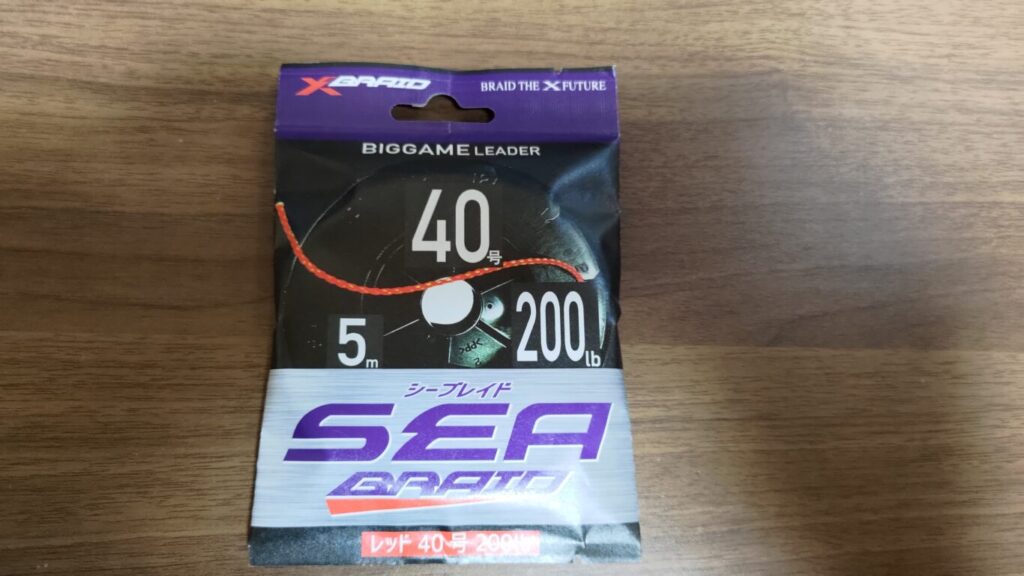 XBRAID BRAID THE X FUTURE
BIGGAME LEADER
40号
5m
200lb
シーブレイド
SEA
BRAID
レッド 40号 200lb